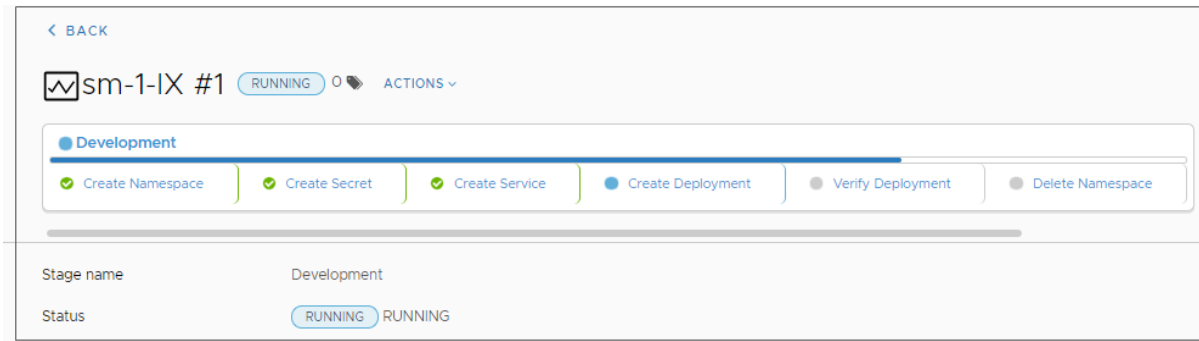 BACK
sm-1-IX #1 RUNNING 0 ACTIONS
Development
Create Namespace Create Secret Create Service Create Deployment Verify Deployment Delete Namespace
Stage name Development
Status RUNNING RUNNING